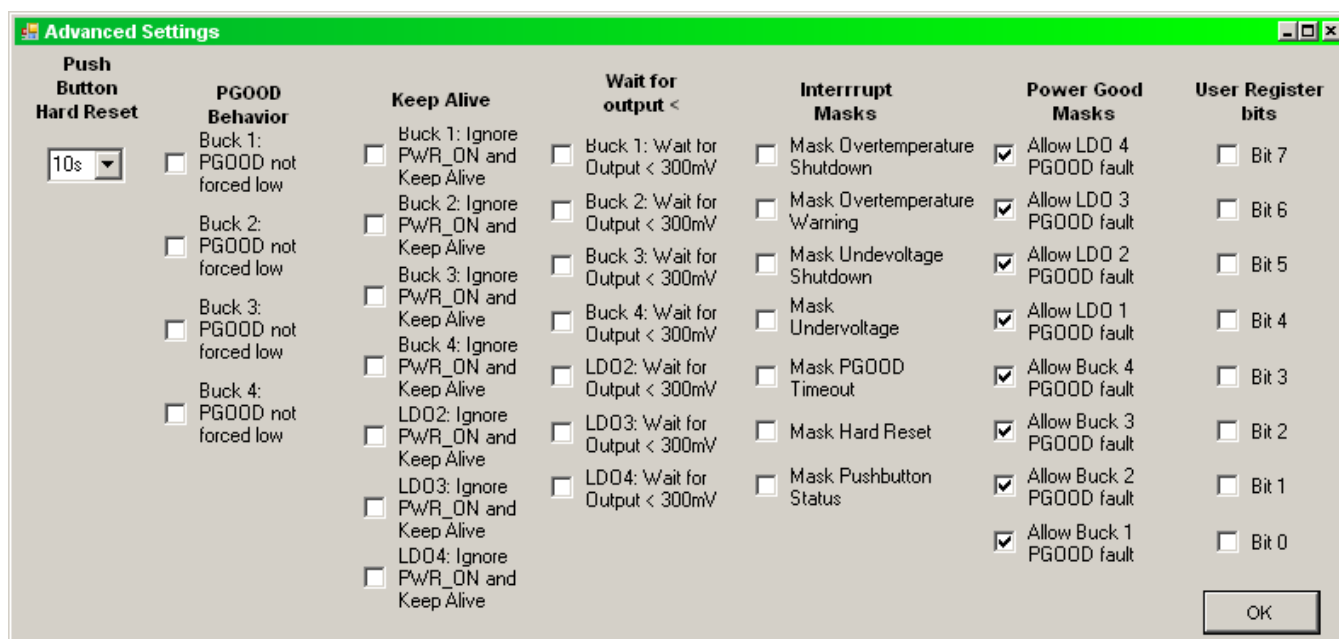 Advanced Settings
Push
Button
Hard Reset
10s
PGOOD
Behavior
Buck 1:
PGOOD not
forced low
Buck 2:
PGOOD not
forced low
Buck 3:
PGOOD not
forced low
Buck 4:
PGOOD not
forced low
Keep Alive
Buck 1: Ignore
PWR_ON and
Keep Alive
Buck 2: Ignore
PWR_ON and
Keep Alive
Buck 3: Ignore
PWR_ON and
Keep Alive
Buck 4: Ignore
PWR_ON and
Keep Alive
LDO2: Ignore
PWR_ON and
Keep Alive
LDO3: Ignore
PWR_ON and
Keep Alive
LDO4: Ignore
PWR_ON and
Keep Alive
Wait for
output <
Buck 1: Wait for
Output < 300mV
Buck 2: Wait for
Output < 300mV
Buck 3: Wait for
Output < 300mV
Buck 4: Wait for
Output < 300mV
LDO2: Wait for
Output < 300mV
LDO3: Wait for
Output < 300mV
LDO4: Wait for
Output < 300mV
Interrrupt
Masks
Mask Overtemperature
Shutdown
Mask Overtemperature
Warning
Mask Undevoltage
Shutdown
Mask
Undervoltage
Mask PGOOD
Timeout
Mask Hard Reset
Mask Pushbutton
Status
Power Good
Masks
Allow LDO 4
PGOOD fault
Allow LDO 3
PGOOD fault
Allow LDO 2
PGOOD fault
Allow LDO 1
PGOOD fault
Allow Buck 4
PGOOD fault
Allow Buck 3
PGOOD fault
Allow Buck 2
PGOOD fault
Allow Buck 1
PGOOD fault
User Register
bits
Bit 7
Bit 6
Bit 5
Bit 4
Bit 3
Bit 2
Bit 1
Bit 0
OK